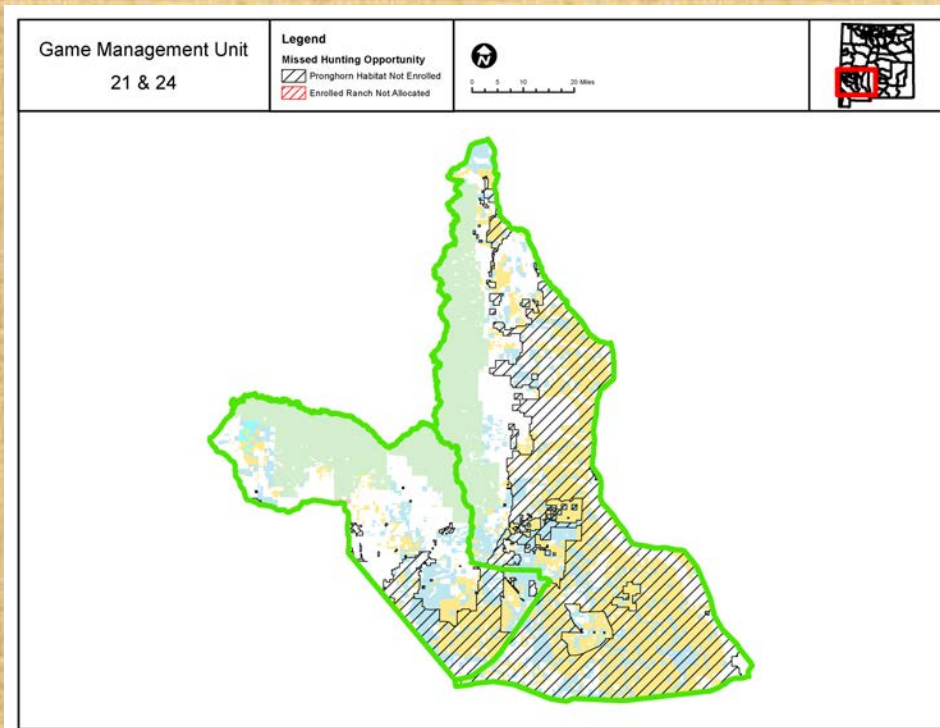 Game Management Unit
21 & 24
Legend
Missed Hunting Opportunity
Pronghorn Habitat Not Enrolled
Enrolled Ranch Not Allocated
N
0 5 10 20 Miles